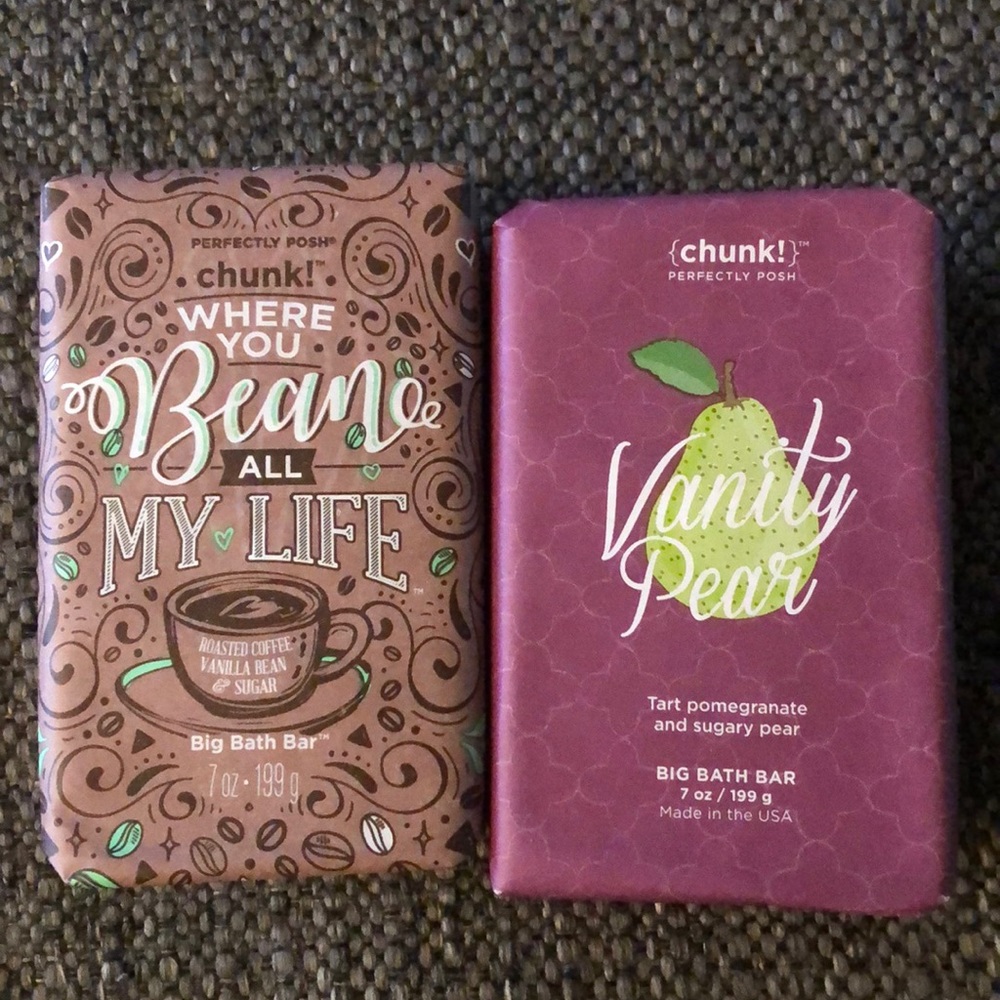 PERFECTLY POSH®
chunk!™
WHERE
YOU
Bean
ALL
MY LIFE™
ROASTED COFFEE
VANILLA BEAN
& SUGAR
Big Bath Bar™
7 oz • 199 g
{chunk!}™
PERFECTLY POSH
Vanity
Pear
Tart pomegranate
and sugary pear
BIG BATH BAR
7 oz / 199 g
Made in the USA